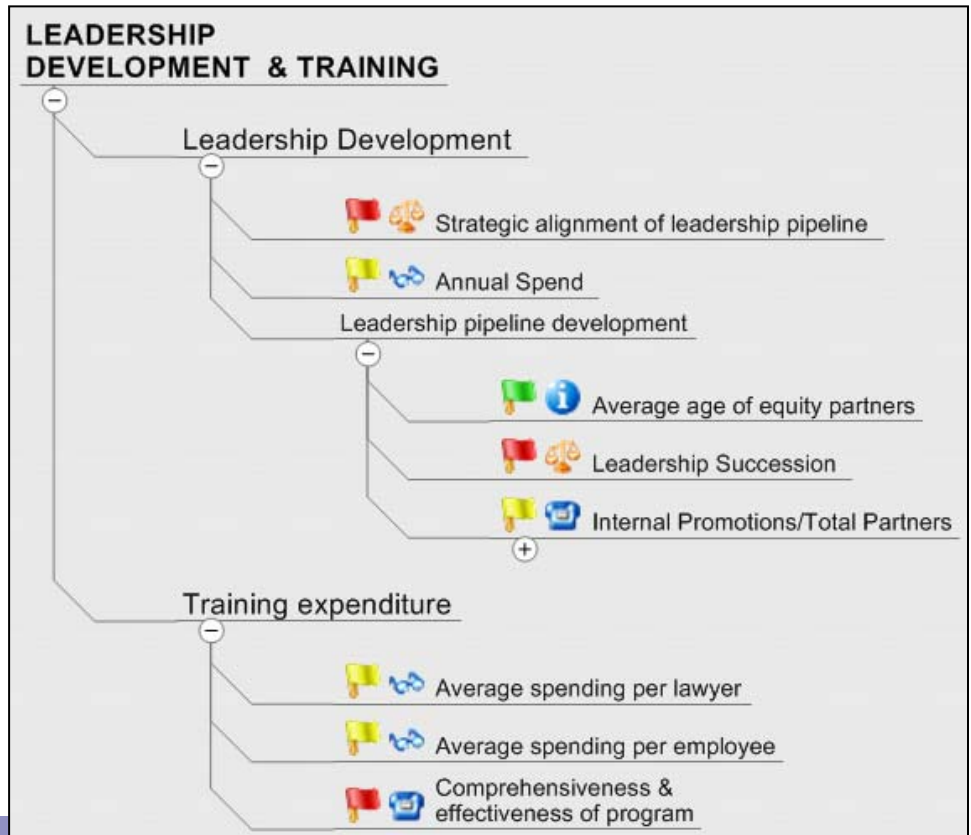 LEADERSHIP
DEVELOPMENT & TRAINING
Leadership Development
Strategic alignment of leadership pipeline
Annual Spend
Leadership pipeline development
Average age of equity partners
Leadership Succession
Internal Promotions/Total Partners
Training expenditure
Average spending per lawyer
Average spending per employee
Comprehensiveness &
effectiveness of program